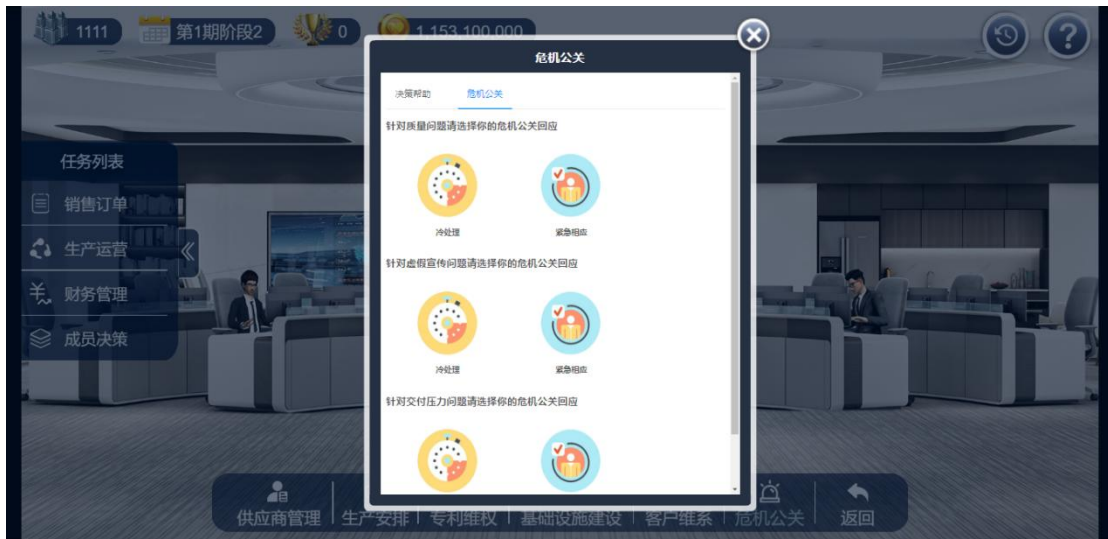 1111
第1期阶段2
0
1,153,100,000
危机公关
决策帮助
危机公关
针对质量问题请选择你的危机公关回应
冷处理
紧急相应
针对虚假宣传问题请选择你的危机公关回应
冷处理
紧急相应
针对交付压力问题请选择你的危机公关回应
任务列表
销售订单
生产运营
财务管理
成员决策
供应商管理
生产安排
专利维权
基础设施建设
客户维系
危机公关
返回
?